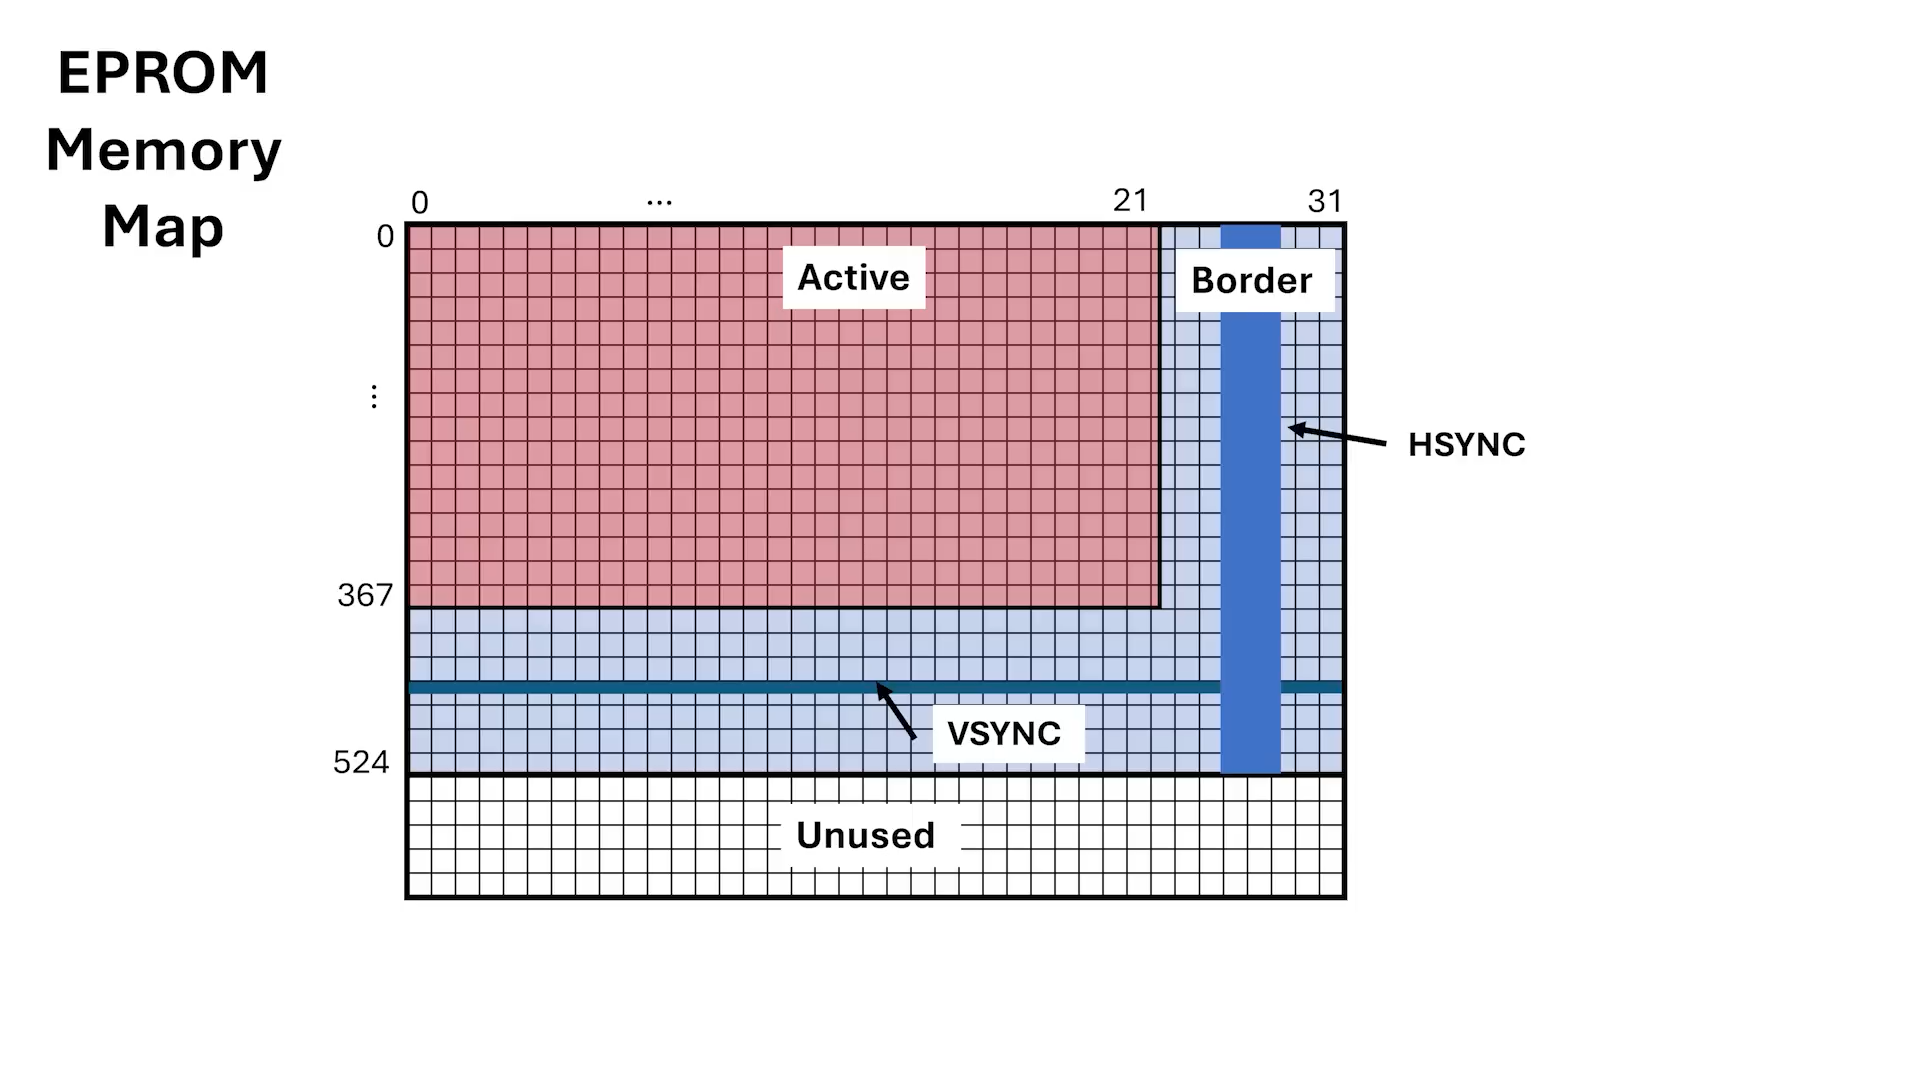 EPROM
Memory
Map
0
...
21
31
0
Active
Border
⋮
HSYNC
367
VSYNC
524
Unused